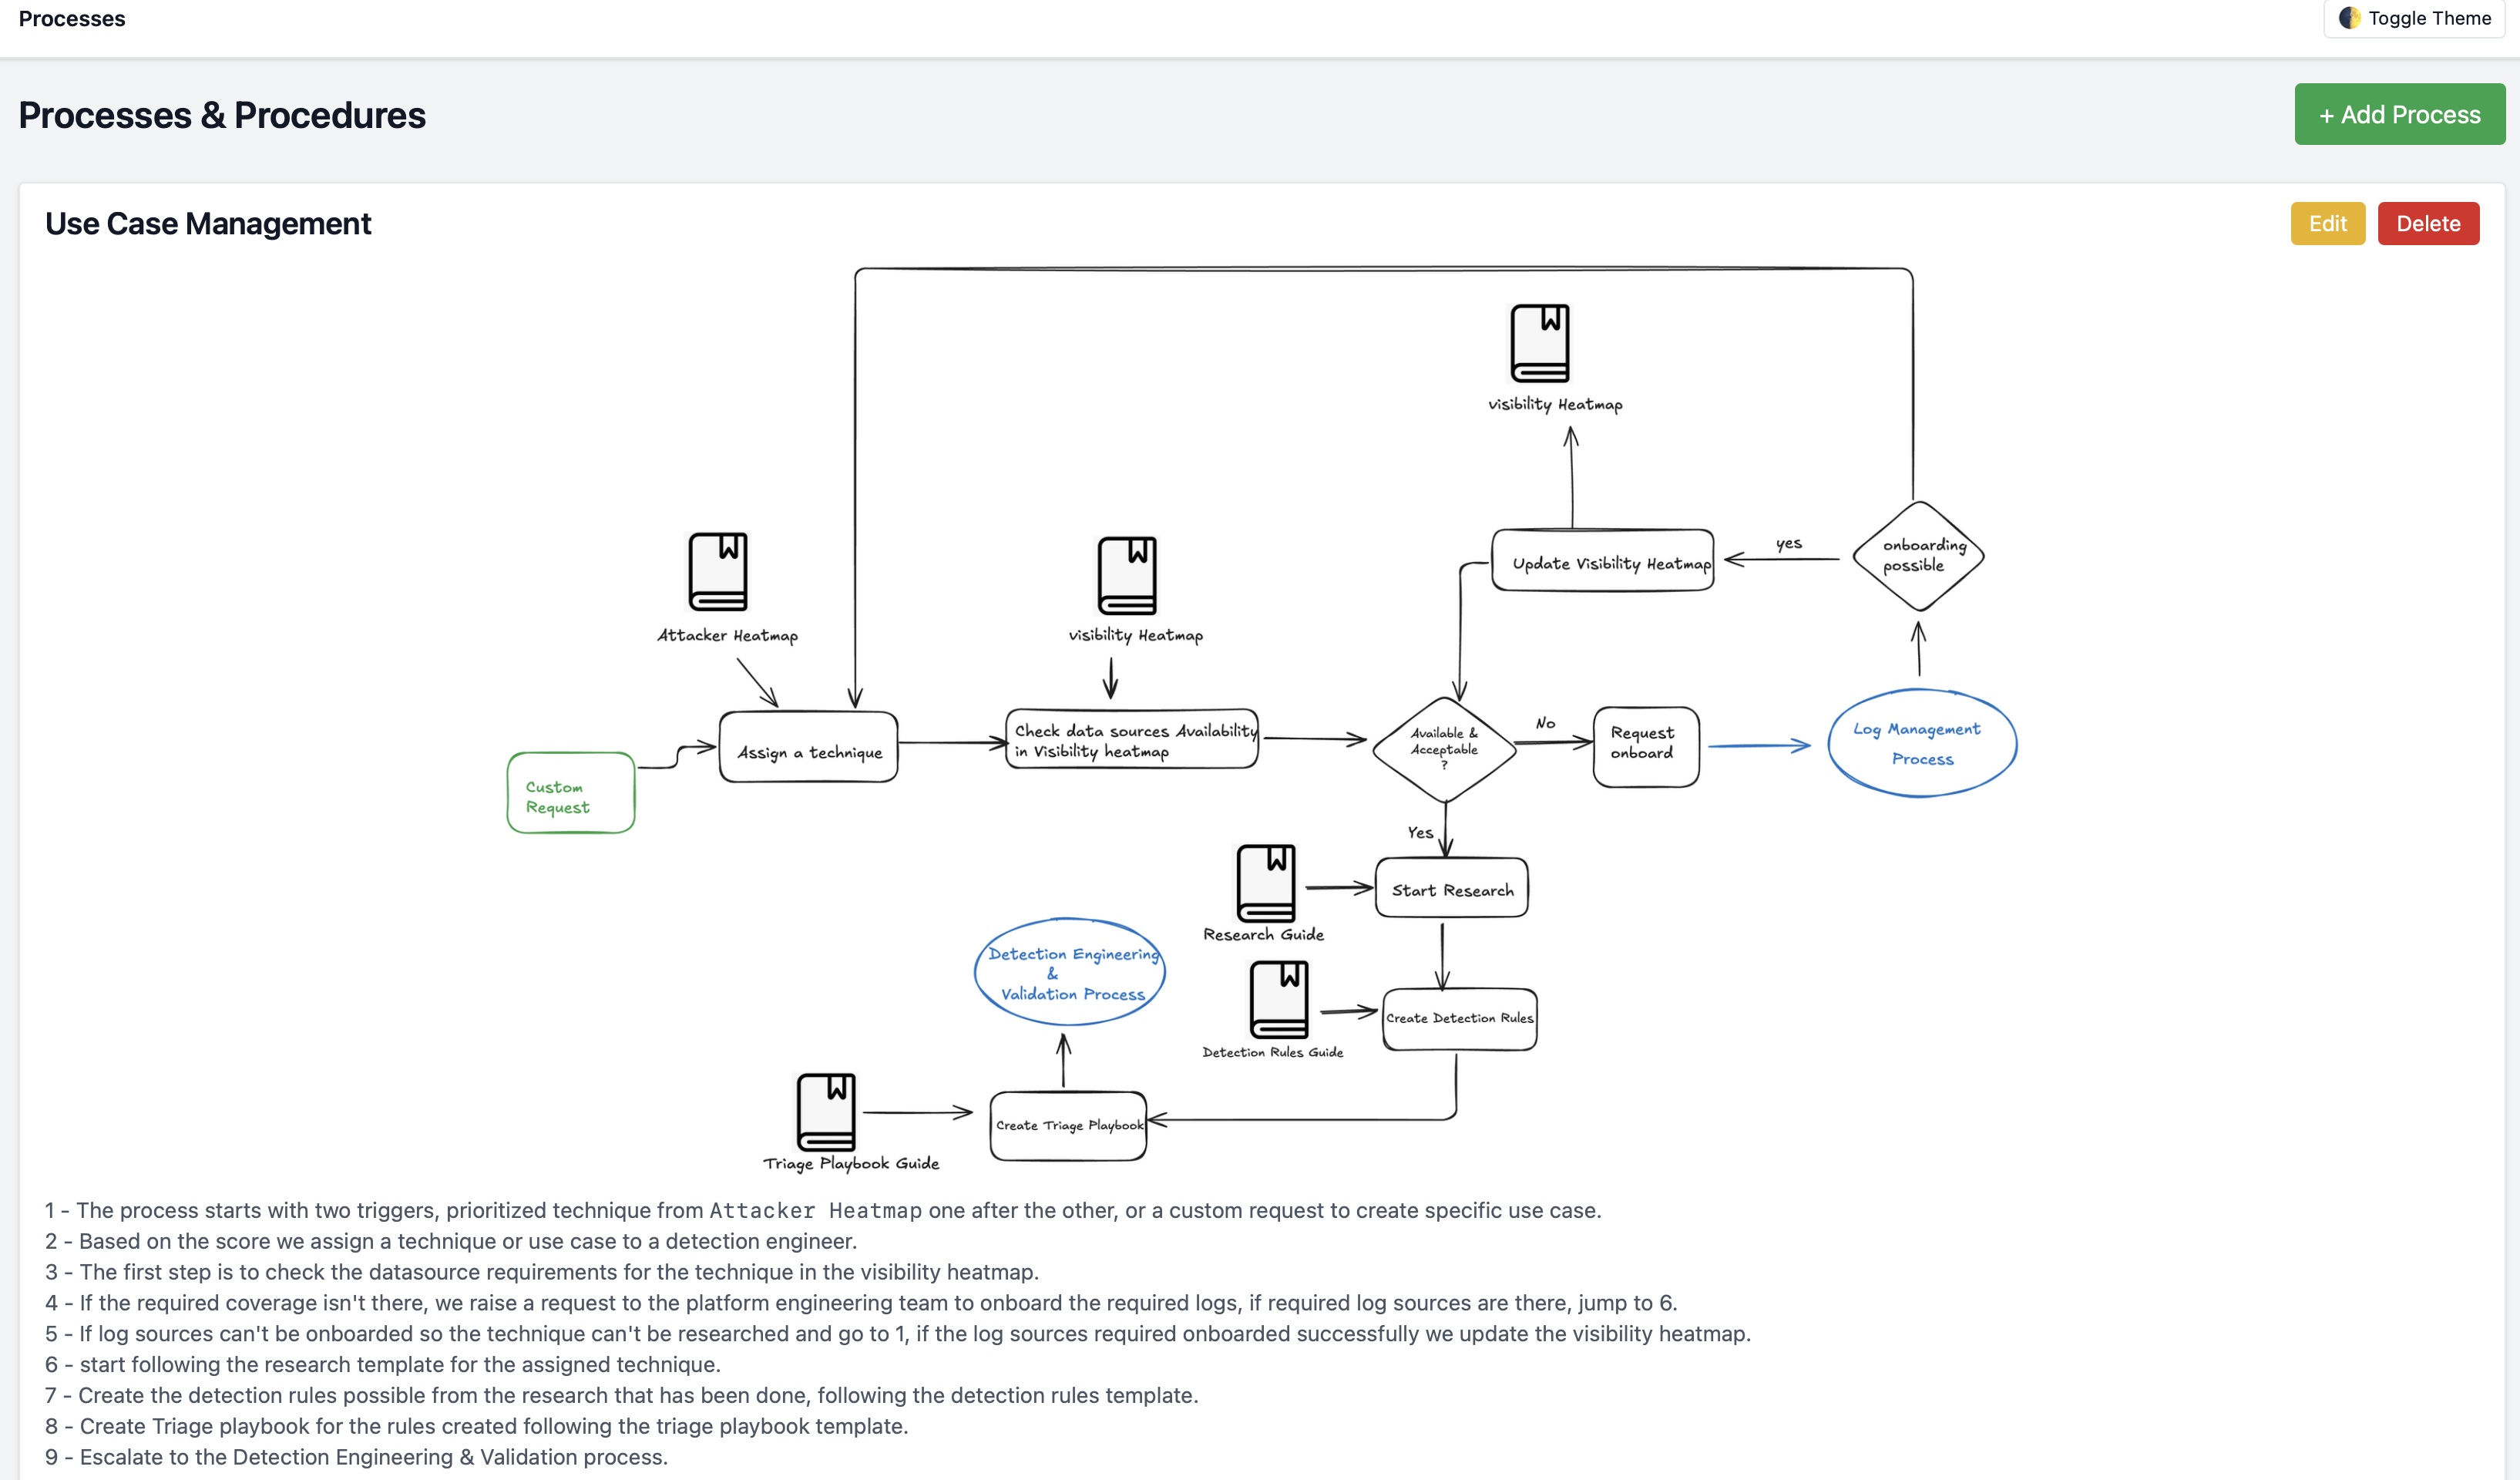 Processes
Toggle Theme
Processes & Procedures
+ Add Process
Use Case Management
Edit
Delete
visibility Heatmap
Update Visibility Heatmap
yes
onboarding
possible
Attacker Heatmap
visibility Heatmap
Custom
Request
Assign a technique
Check data sources Availability
in Visibility heatmap
Available &
Acceptable
?
No
Request
onboard
Log Management
Process
Yes
Start Research
Research Guide
Detection Engineering
&
Validation Process
Create Detection Rules
Detection Rules Guide
Create Triage Playbook
Triage Playbook Guide
1 - The process starts with two triggers, prioritized technique from Attacker Heatmap one after the other, or a custom request to create specific use case.
2 - Based on the score we assign a technique or use case to a detection engineer.
3 - The first step is to check the datasource requirements for the technique in the visibility heatmap.
4 - If the required coverage isn't there, we raise a request to the platform engineering team to onboard the required logs, if required log sources are there, jump to 6.
5 - If log sources can't be onboarded so the technique can't be researched and go to 1, if the log sources required onboarded successfully we update the visibility heatmap.
6 - start following the research template for the assigned technique.
7 - Create the detection rules possible from the research that has been done, following the detection rules template.
8 - Create Triage playbook for the rules created following the triage playbook template.
9 - Escalate to the Detection Engineering & Validation process.